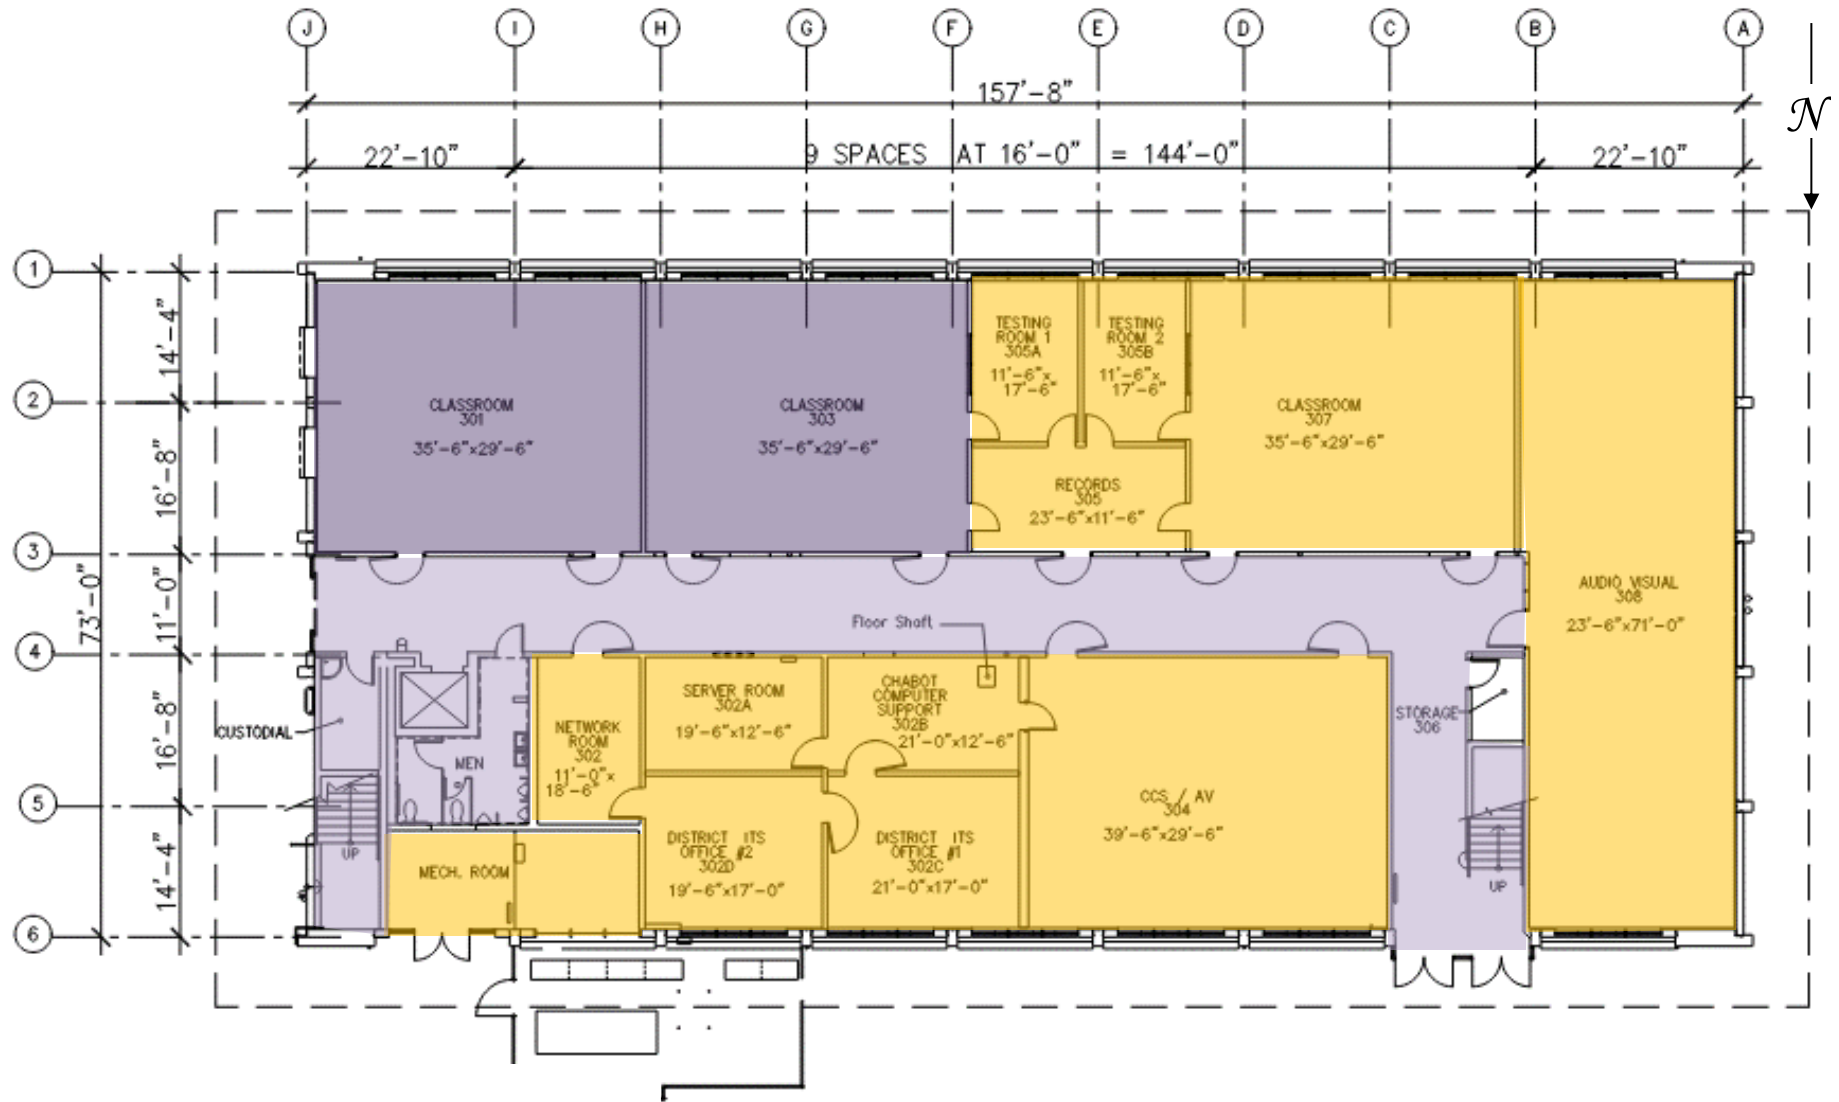 J I H G F E D C B A
157'-8"
N
22'-10" 9 SPACES AT 16'-0" = 144'-0" 22'-10"
1
14'-4"
2
16'-8"
3
73'-0"
11'-0"
4
16'-8"
5
14'-4"
6
CLASSROOM
301
35'-6"x29'-6"
CLASSROOM
303
35'-6"x29'-6"
TESTING
ROOM 1
305A
11'-6"x
17'-6"
TESTING
ROOM 2
305B
11'-6"x
17'-6"
RECORDS
305
23'-6"x11'-6"
CLASSROOM
307
35'-6"x29'-6"
AUDIO VISUAL
308
23'-6"x71'-0"
Floor Shaft
CUSTODIAL
MEN
UP
MECH. ROOM
NETWORK
ROOM
302
11'-0"x
18'-6"
SERVER ROOM
302A
19'-6"x12'-6"
CHABOT
COMPUTER
SUPPORT
302B
21'-0"x12'-6"
DISTRICT ITS
OFFICE #2
302D
19'-6"x17'-0"
DISTRICT ITS
OFFICE #1
302C
21'-0"x17'-0"
CCS / AV
304
39'-6"x29'-6"
STORAGE
306
UP